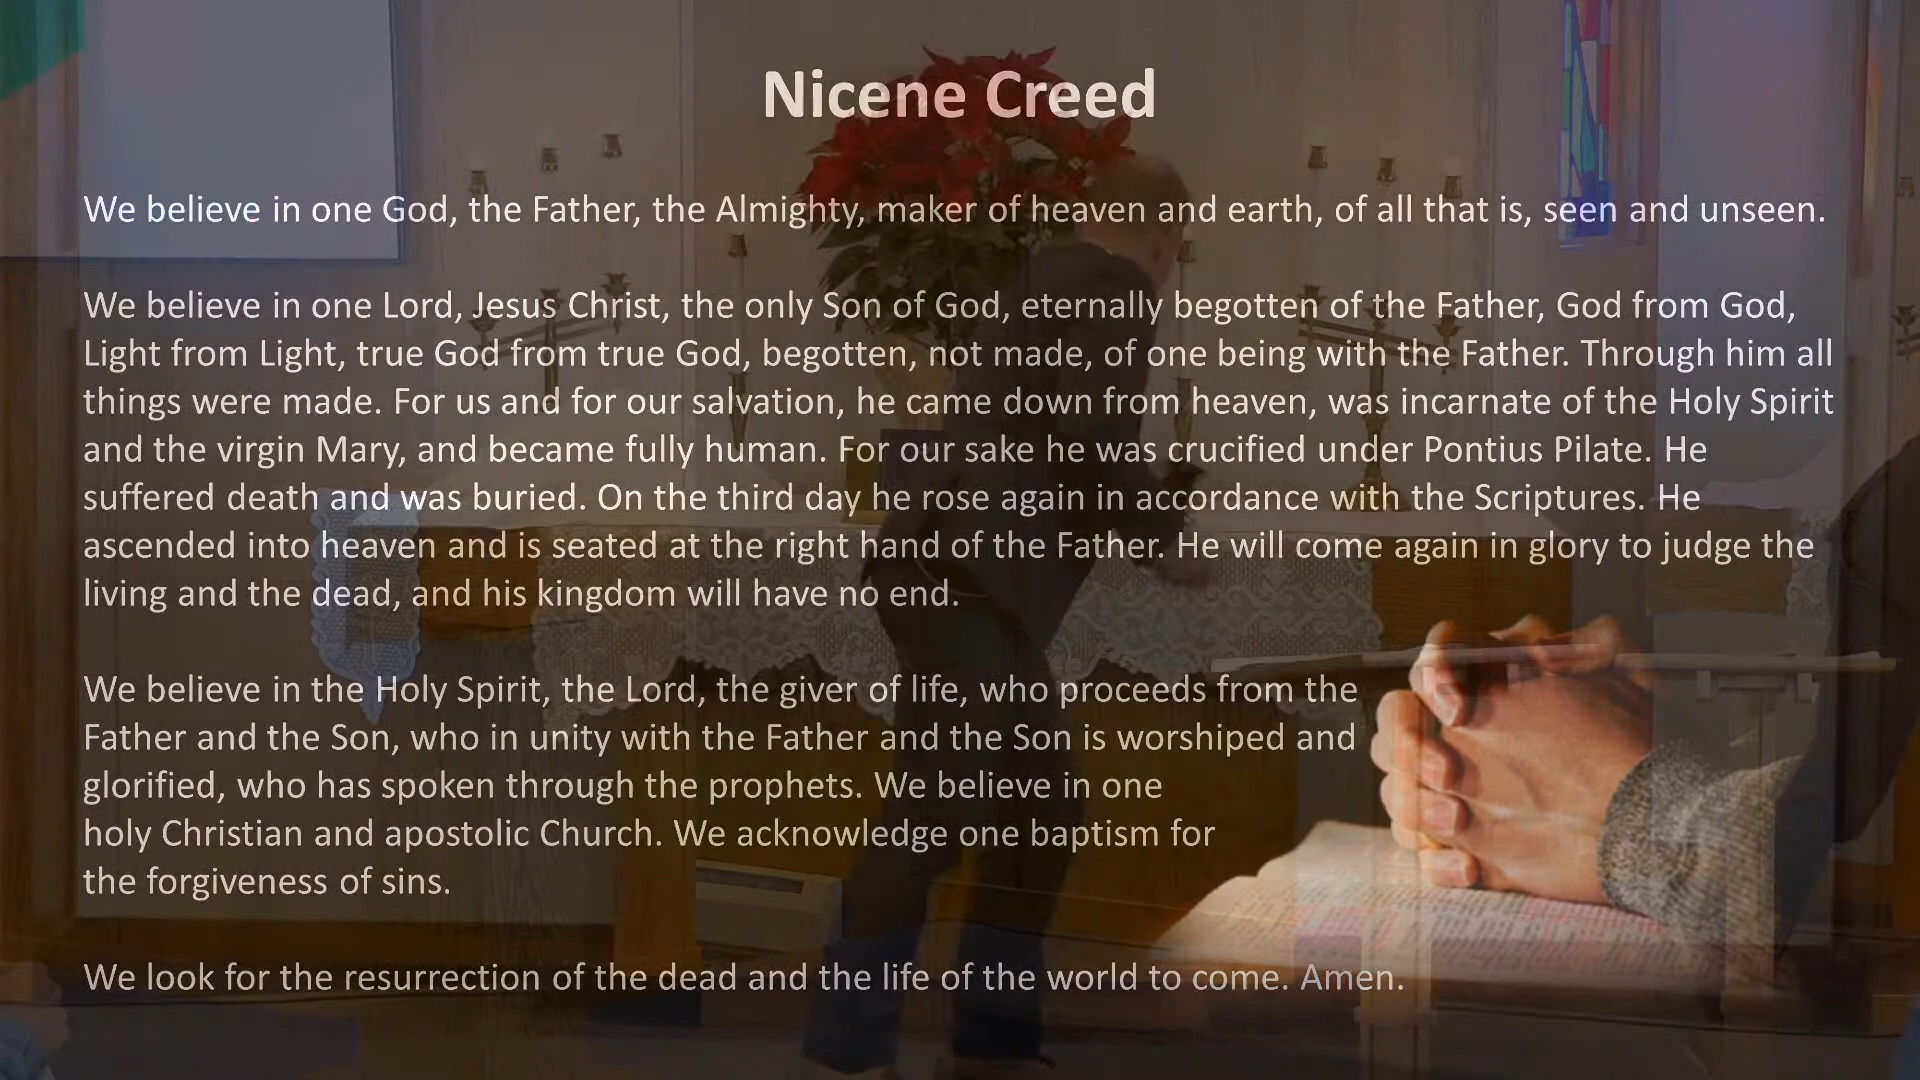 Nicene Creed
We believe in one God, the Father, the Almighty, maker of heaven and earth, of all that is, seen and unseen.
We believe in one Lord, Jesus Christ, the only Son of God, eternally begotten of the Father, God from God,
Light from Light, true God from true God, begotten, not made, of one being with the Father. Through him all
things were made. For us and for our salvation, he came down from heaven, was incarnate of the Holy Spirit
and the virgin Mary, and became fully human. For our sake he was crucified under Pontius Pilate. He
suffered death and was buried. On the third day he rose again in accordance with the Scriptures. He
ascended into heaven and is seated at the right hand of the Father. He will come again in glory to judge the
living and the dead, and his kingdom will have no end.
We believe in the Holy Spirit, the Lord, the giver of life, who proceeds from the
Father and the Son, who in unity with the Father and the Son is worshiped and
glorified, who has spoken through the prophets. We believe in one
holy Christian and apostolic Church. We acknowledge one baptism for
the forgiveness of sins.
We look for the resurrection of the dead and the life of the world to come. Amen.